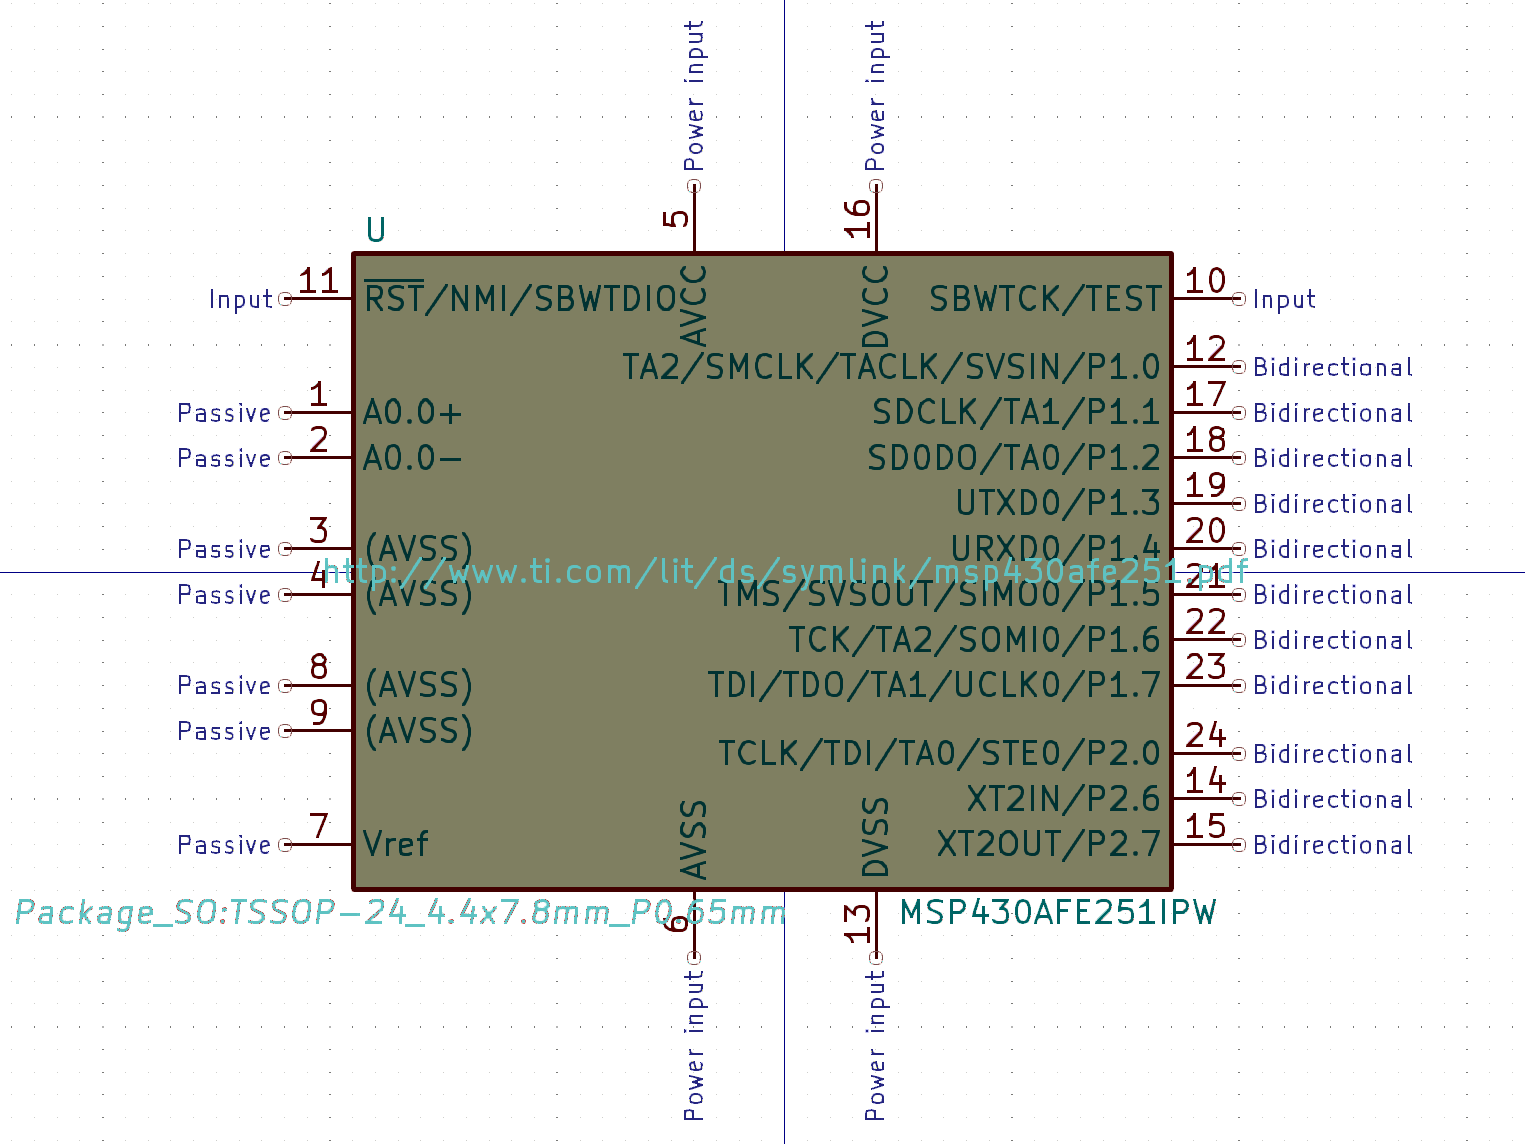 Power input
Power input
5
16
U
AVCC
DVCC
Input
11
RST/NMI/SBWTDIO
SBWTCK/TEST
10
Input
TA2/SMCLK/TACLK/SVSIN/P1.0
12
Bidirectional
Passive
1
A0.0+
SDCLK/TA1/P1.1
17
Bidirectional
Passive
2
A0.0-
SD0DO/TA0/P1.2
18
Bidirectional
UTXD0/P1.3
19
Bidirectional
Passive
3
(AVSS)
URXD0/P1.4
20
Bidirectional
http://www.ti.com/lit/ds/symlink/msp430afe251.pdf
Passive
4
(AVSS)
TMS/SVSOUT/SIMO0/P1.5
21
Bidirectional
TCK/TA2/SOMI0/P1.6
22
Bidirectional
Passive
8
(AVSS)
TDI/TDO/TA1/UCLK0/P1.7
23
Bidirectional
Passive
9
(AVSS)
TCLK/TDI/TA0/STE0/P2.0
24
Bidirectional
XT2IN/P2.6
14
Bidirectional
Passive
7
Vref
XT2OUT/P2.7
15
Bidirectional
AVSS
DVSS
Package_SO:TSSOP-24_4.4x7.8mm_P0.65mm
MSP430AFE251IPW
6
13
Power input
Power input